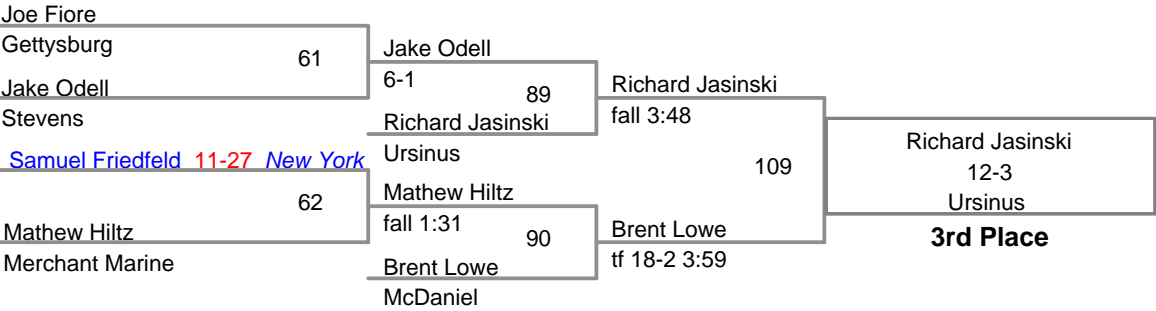 Joe Fiore
Gettysburg
61
Jake Odell
Stevens
Samuel Friedfeld 11-27 New York
62
Mathew Hiltz
Merchant Marine
Jake Odell
6-1
89
Richard Jasinski
Ursinus
Mathew Hiltz
fall 1:31
90
Brent Lowe
McDaniel
Richard Jasinski
fall 3:48
109
Brent Lowe
tf 18-2 3:59
Richard Jasinski
12-3
Ursinus
3rd Place